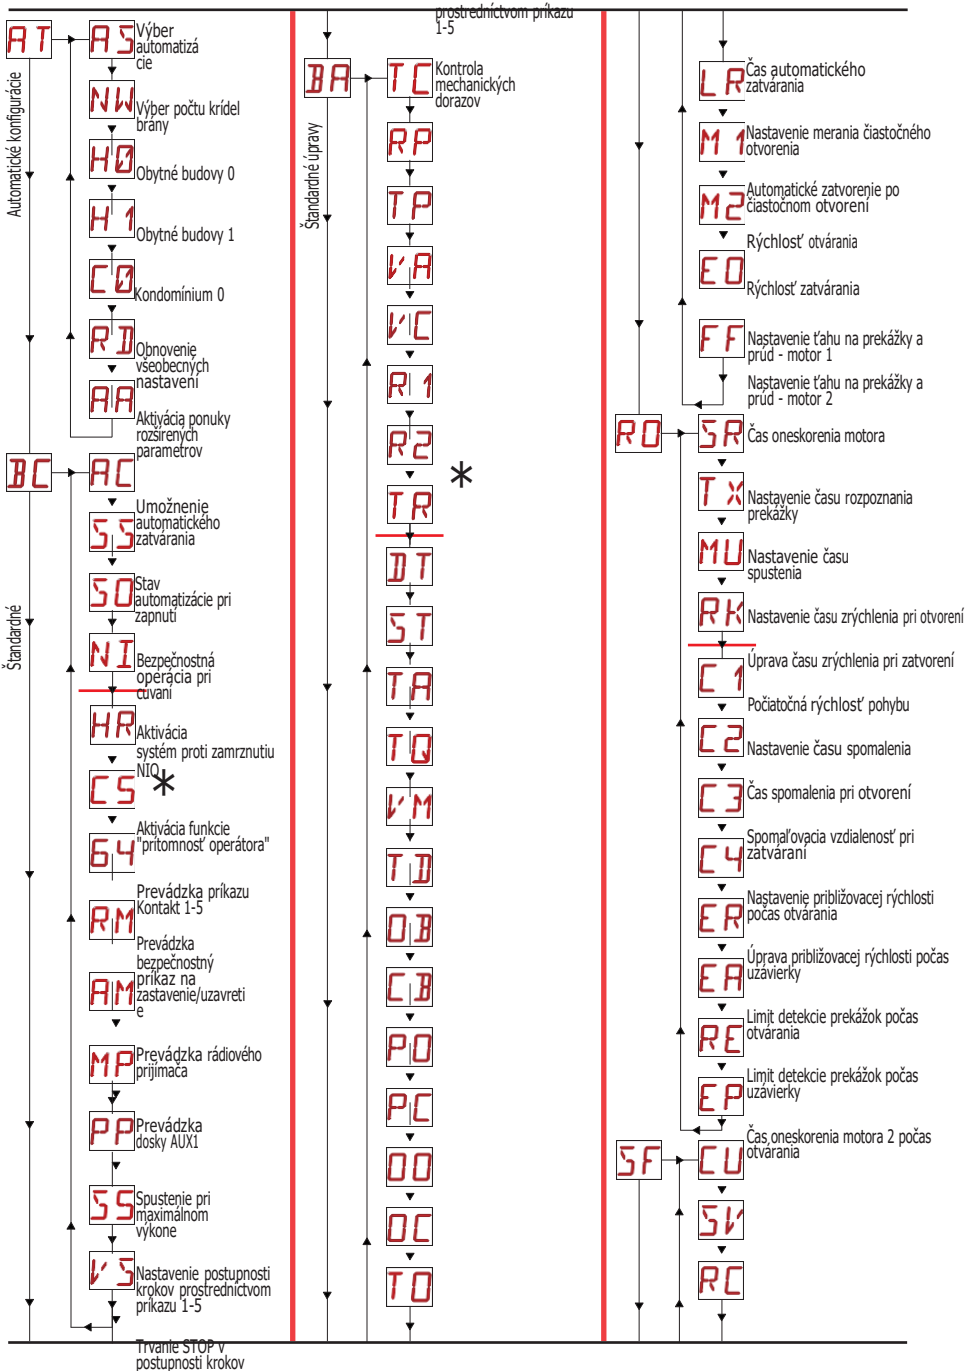 AT
Automatické konfigurácie
AS
Výber
automatizá
cie
NW
Výber počtu krídel
brány
H0
Obytné budovy 0
H1
Obytné budovy 1
C0
Kondomínium 0
RD
Obnovenie
všeobecných
nastavení
AA
Aktivácia ponuky
rozšírených
parametrov
BC
Štandardné
AC
Umožnenie
automatického
zatvárania
SS
SO
Stav
automatizácie pri
zapnutí
NI
Bezpečnostná
operácia pri
cúvaní
HR
Aktivácia
systém proti zamrznutiu
NIO
CS
*
64
Aktivácia funkcie
"prítomnosť operátora"
RM
Prevádzka príkazu
Kontakt 1-5
Prevádzka
bezpečnostný
príkaz na
zastavenie/uzavreti
e
AM
MP
Prevádzka rádiového
prijímača
PP
Prevádzka
dosky AUX1
SS
Spustenie pri
maximálnom
výkone
VS
Nastavenie postupnosti
krokov prostredníctvom
príkazu 1-5
Trvanie STOP v
postupnosti krokov
prostredníctvom príkazu
1-5
BA
Štandardné úpravy
TC
Kontrola
mechanických
dorazov
RP
TP
VA
VC
R1
R2
*
TR
DT
ST
TA
TQ
VM
TD
OB
CB
PO
PC
OO
OC
TO
LR
Čas automatického
zatvárania
M1
Nastavenie merania čiastočného
otvorenia
M2
Automatické zatvorenie po
čiastočnom otvorení
Rýchlosť otvárania
EO
Rýchlosť zatvárania
FF
Nastavenie ťahu na prekážky a
prúd - motor 1
Nastavenie ťahu na prekážky a
prúd - motor 2
RO
SR
Čas oneskorenia motora
TX
Nastavenie času rozpoznania
prekážky
MU
Nastavenie času
spustenia
RK
Nastavenie času zrýchlenia pri otvorení
Úprava času zrýchlenia pri zatvorení
C1
Počiatočná rýchlosť pohybu
C2
Nastavenie času spomalenia
C3
Čas spomalenia pri otvorení
C4
Spomaľovacia vzdialenosť pri
zatváraní
ER
Nastavenie približovacej rýchlosti
počas otvárania
EA
Úprava približovacej rýchlosti počas
uzávierky
RE
Limit detekcie prekážok počas
otvárania
EP
Limit detekcie prekážok počas
uzávierky
Čas oneskorenia motora 2 počas
otvárania
SF
CU
SV
RC